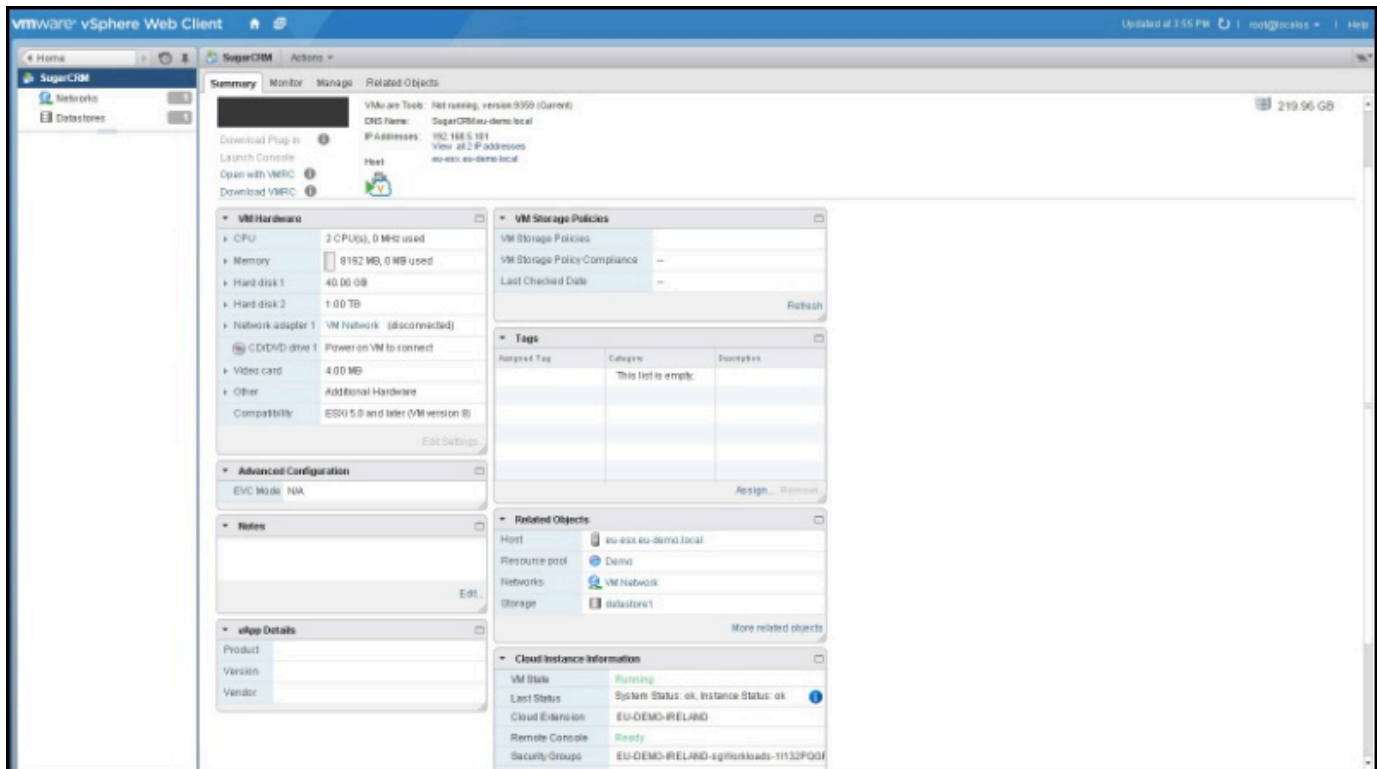 vmware vSphere Web Client
Updated at 3:55 PM | root@localos | Help
Home
SugarCRM Actions
SugarCRM
Networks 1
Datastores 1
Summary Monitor Manage Related Objects
VMware Tools: Not running, version:9359 (Current)
DNS Name: SugarCRM.eu-demo.local
IP Addresses: 192.168.5.101
View all 2 IP addresses
Host: eu-esx.eu-demo.local
219.96 GB
Download Plug-in
Launch Console
Open with VMRC
Download VMRC
VM Hardware
CPU 2 CPU(s), 0 MHz used
Memory 8192 MB, 0 MB used
Hard disk 1 40.00 GB
Hard disk 2 1.00 TB
Network adapter 1 VM Network (disconnected)
CD/DVD drive 1 Power on VM to connect
Video card 4.00 MB
Other Additional Hardware
Compatibility ESXi 5.0 and later (VM version 8)
Edit Settings...
Advanced Configuration
EVC Mode N/A
Notes
Edit...
vApp Details
Product
Version
Vendor
VM Storage Policies
VM Storage Policies
VM Storage Policy Compliance --
Last Checked Date --
Refresh
Tags
Assigned Tag Category Description
This list is empty.
Assign... Remove...
Related Objects
Host eu-esx.eu-demo.local
Resource pool Demo
Networks VM Network
Storage datastore1
More related objects
Cloud Instance Information
VM State Running
Last Status System Status: ok, Instance Status: ok
Cloud Extension EU-DEMO-IRELAND
Remote Console Ready
Security Groups